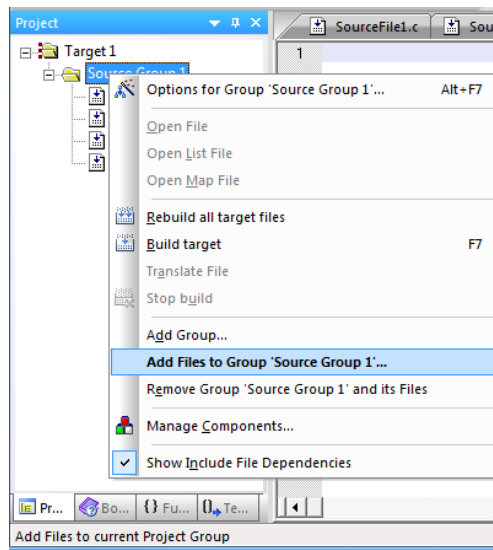 Project
SourceFile1.c
Sou
1
Target 1
Source Group 1
Options for Group 'Source Group 1'... Alt+F7
Open File
Open List File
Open Map File
Rebuild all target files
Build target F7
Translate File
Stop build
Add Group...
Add Files to Group 'Source Group 1'...
Remove Group 'Source Group 1' and its Files
Manage Components...
Show Include File Dependencies
Pr... Bo... {} Fu... 0 Te...
Add Files to current Project Group